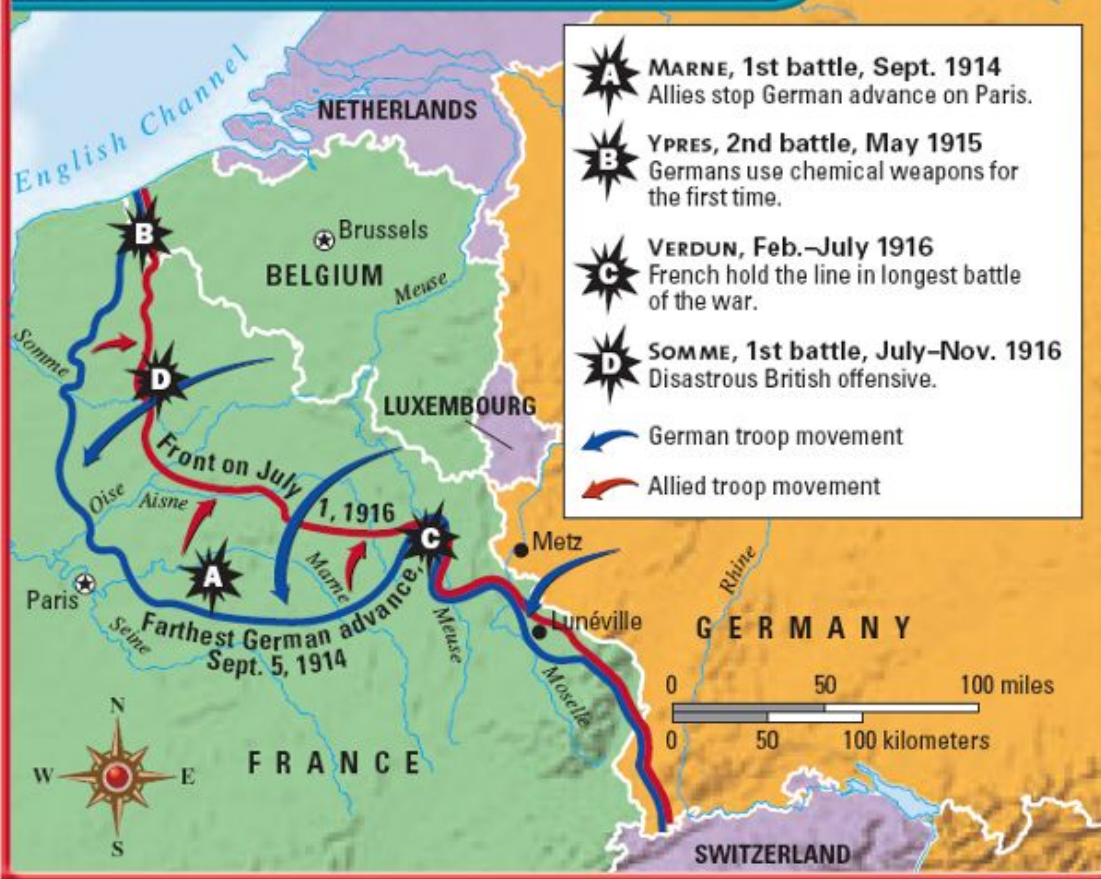 English Channel
NETHERLANDS
Brussels
BELGIUM
Meuse
Somme
LUXEMBOURG
Front on July 1, 1916
Oise
Aisne
Marne
Paris
Seine
Farthest German advance,
Sept. 5, 1914
Meuse
Metz
Lunéville
Moselle
Rhine
GERMANY
FRANCE
SWITZERLAND
N
W
E
S
A
B
C
D
A MARNE, 1st battle, Sept. 1914
Allies stop German advance on Paris.
B YPRES, 2nd battle, May 1915
Germans use chemical weapons for
the first time.
C VERDUN, Feb.–July 1916
French hold the line in longest battle
of the war.
D SOMME, 1st battle, July–Nov. 1916
Disastrous British offensive.
German troop movement
Allied troop movement
0 50 100 miles
0 50 100 kilometers